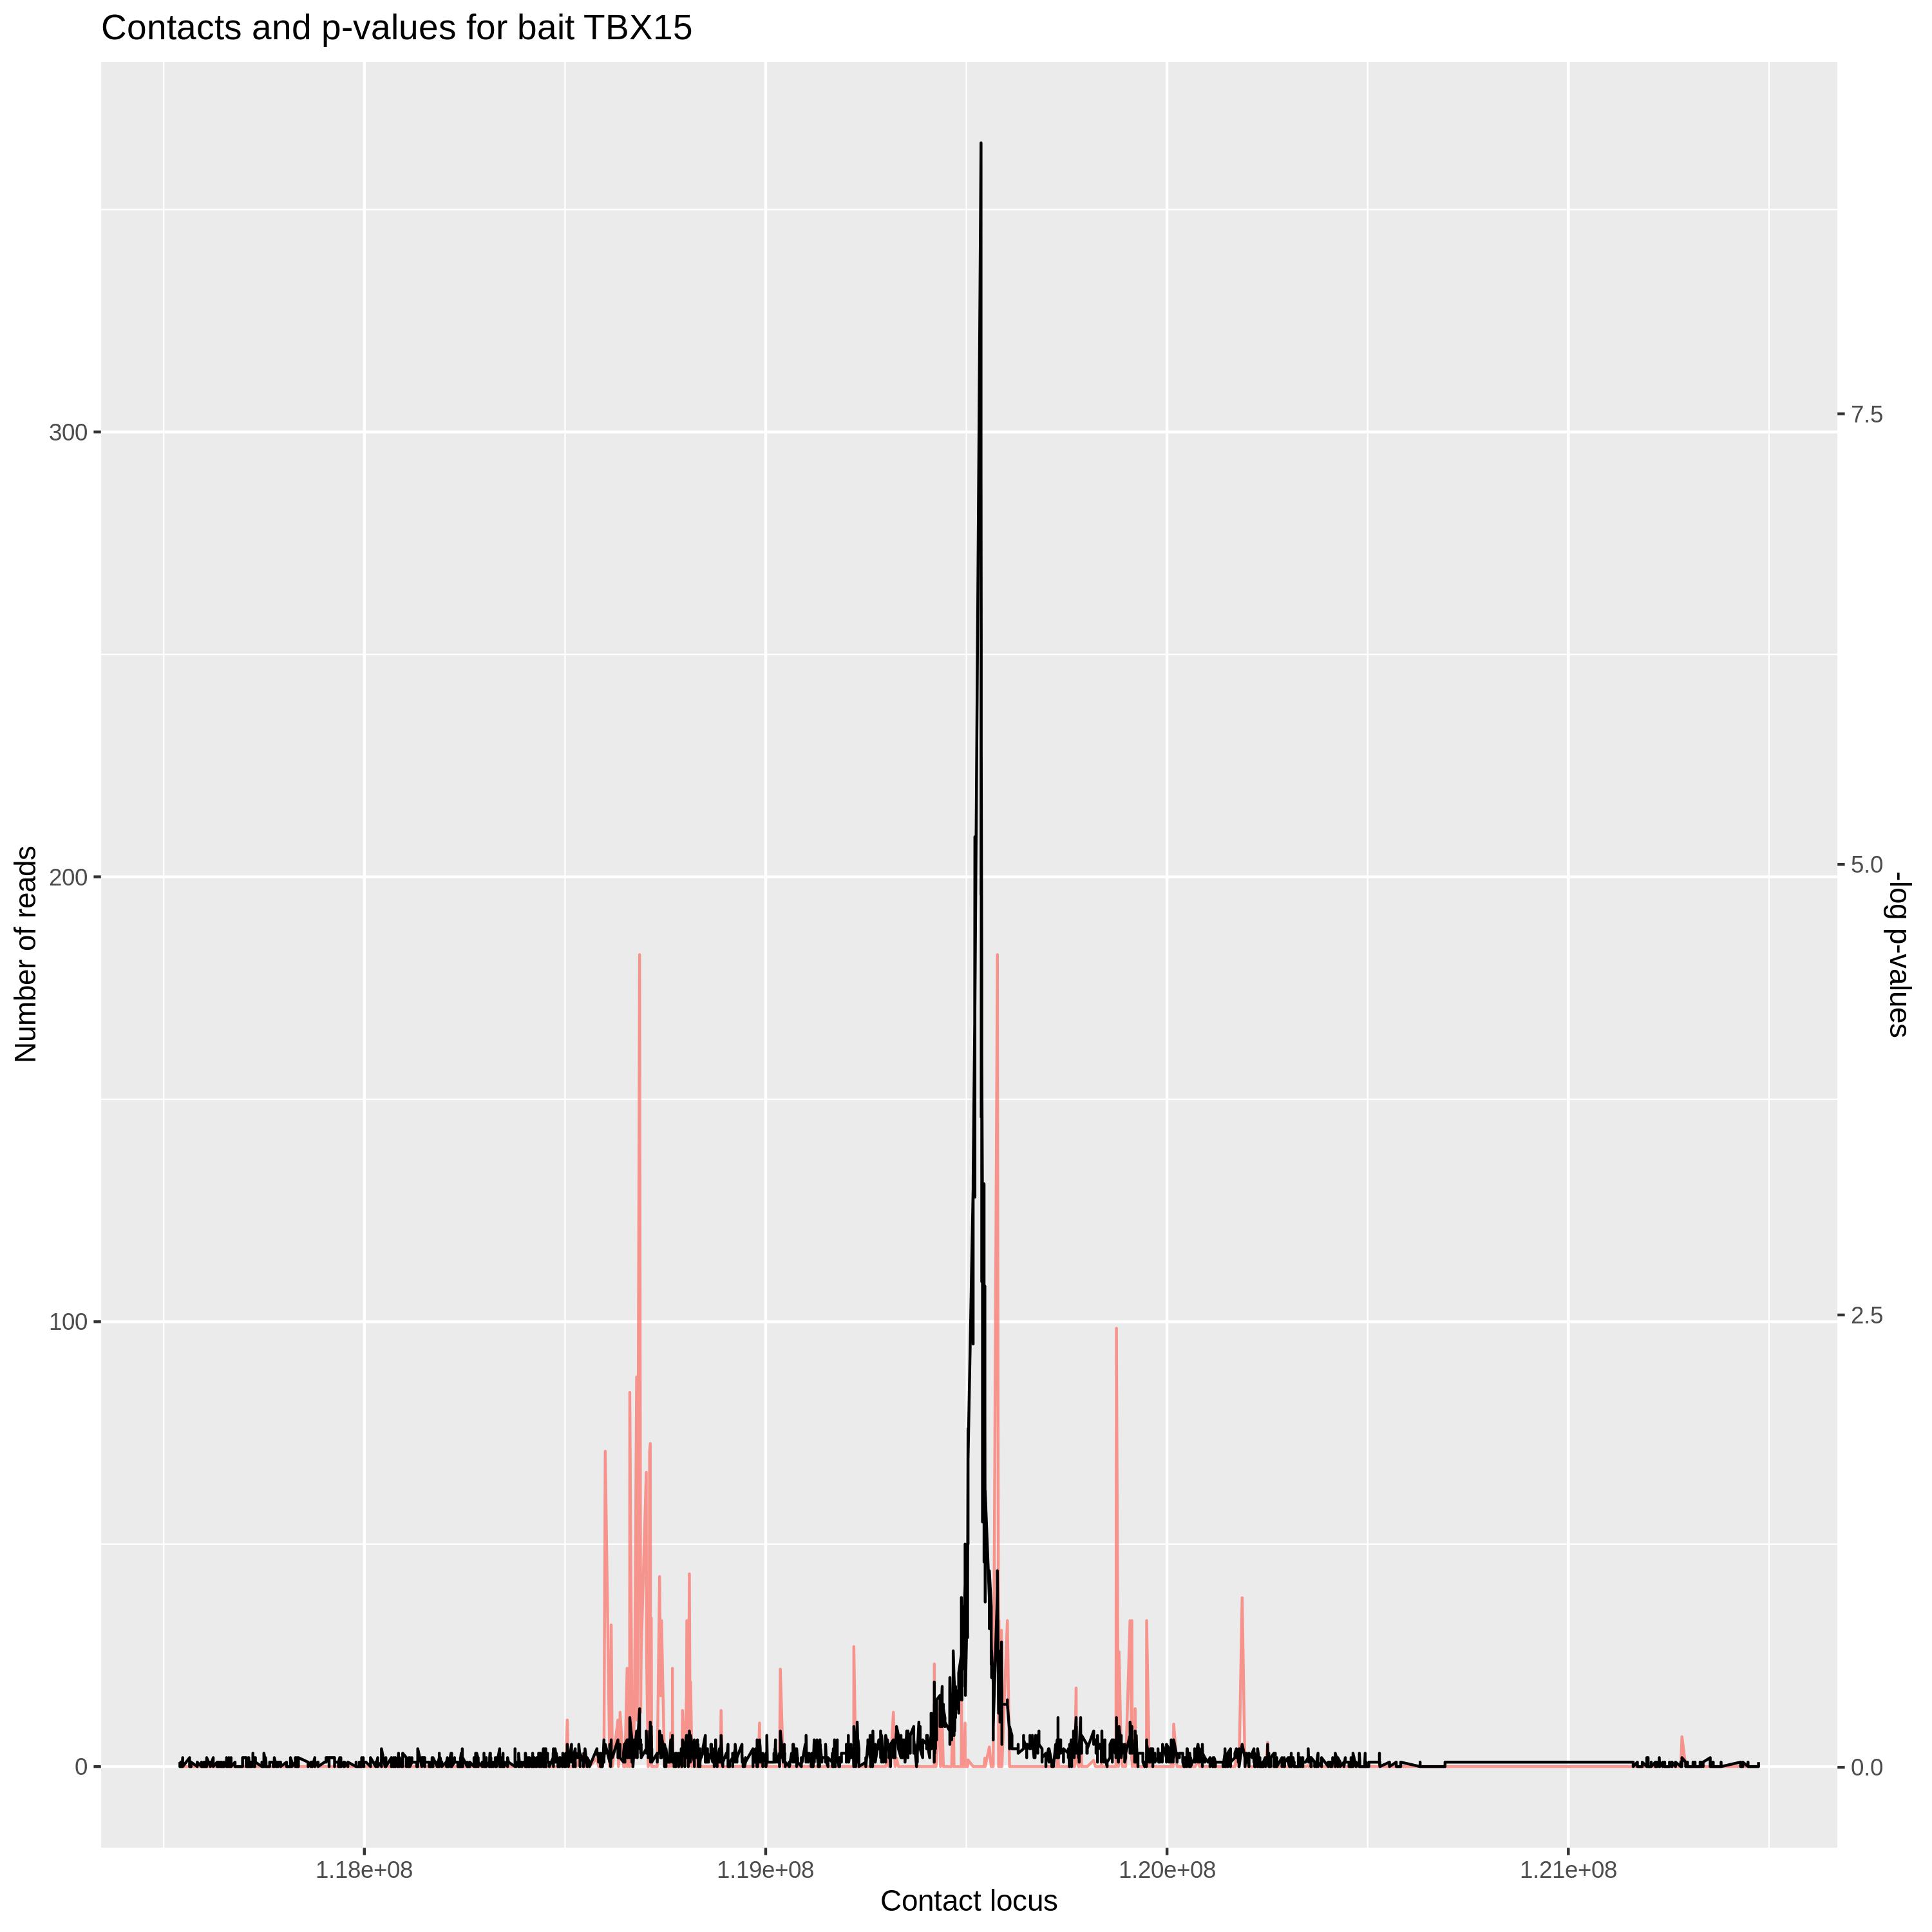 Contacts and p-values for bait TBX15
300
200
100
0
Number of reads
7.5
5.0
2.5
0.0
-log p-values
1.18e+08
1.19e+08
1.20e+08
1.21e+08
Contact locus